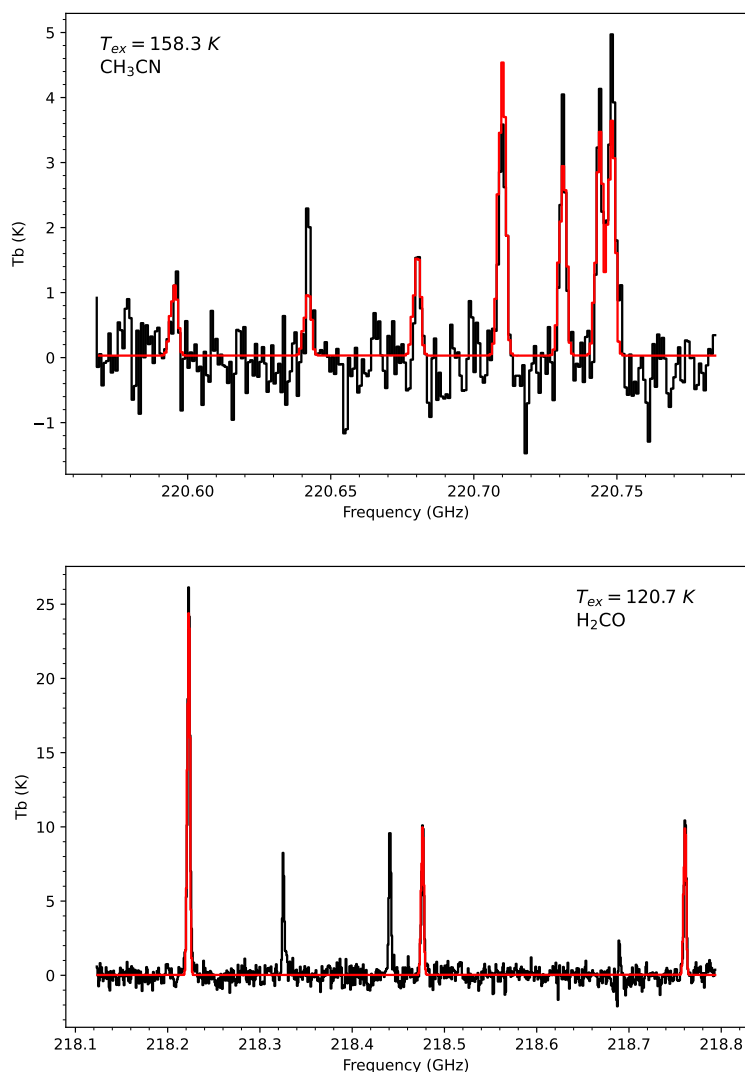 T_ex = 158.3 K
CH₃CN
5
4
3
2
1
0
−1
Tb (K)
220.60 220.65 220.70 220.75
Frequency (GHz)
T_ex = 120.7 K
H₂CO
25
20
15
10
5
0
Tb (K)
218.1 218.2 218.3 218.4 218.5 218.6 218.7 218.8
Frequency (GHz)